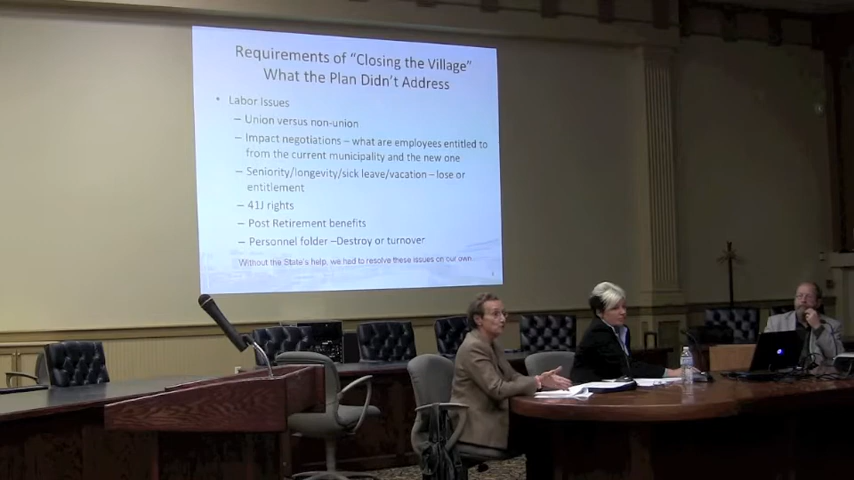 Requirements of "Closing the Village"
What the Plan Didn't Address
• Labor Issues
– Union versus non-union
– Impact negotiations – what are employees entitled to
from the current municipality and the new one
– Seniority/longevity/sick leave/vacation – lose or
entitlement
– 41J rights
– Post Retirement benefits
– Personnel folder –Destroy or turnover
Without the State's help, we had to resolve these issues on our own